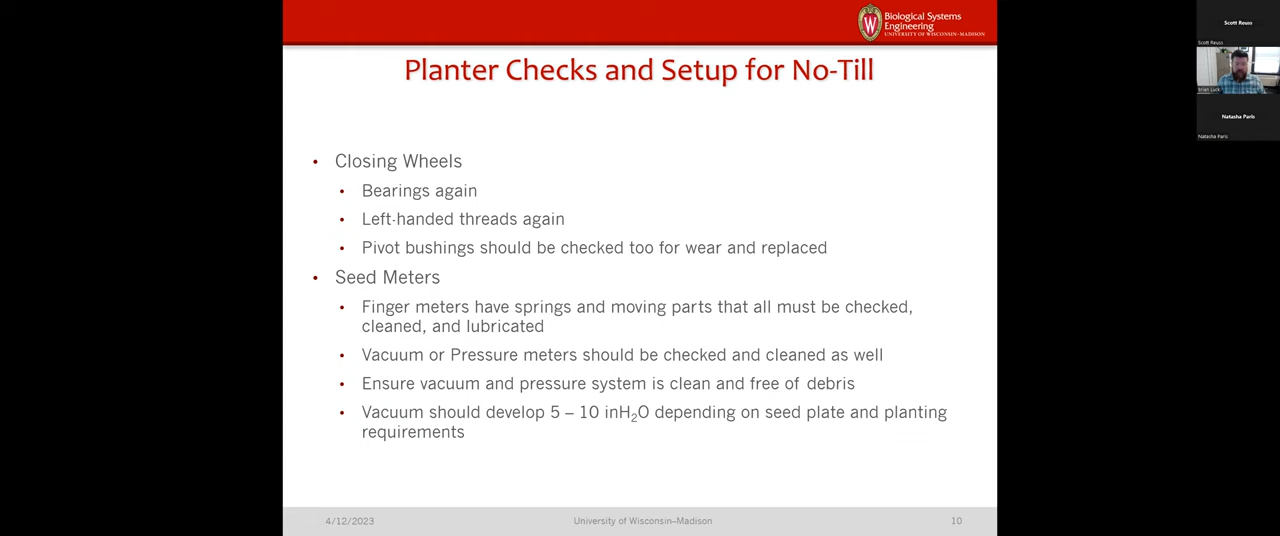 Biological Systems
Engineering
UNIVERSITY OF WISCONSIN-MADISON
Planter Checks and Setup for No-Till
• Closing Wheels
• Bearings again
• Left-handed threads again
• Pivot bushings should be checked too for wear and replaced
• Seed Meters
• Finger meters have springs and moving parts that all must be checked,
cleaned, and lubricated
• Vacuum or Pressure meters should be checked and cleaned as well
• Ensure vacuum and pressure system is clean and free of debris
• Vacuum should develop 5 – 10 inH₂O depending on seed plate and planting
requirements
4/12/2023
University of Wisconsin–Madison
10
Scott Reuss
Scott Reuss
Brian Luck
Natasha Paris
Natasha Paris